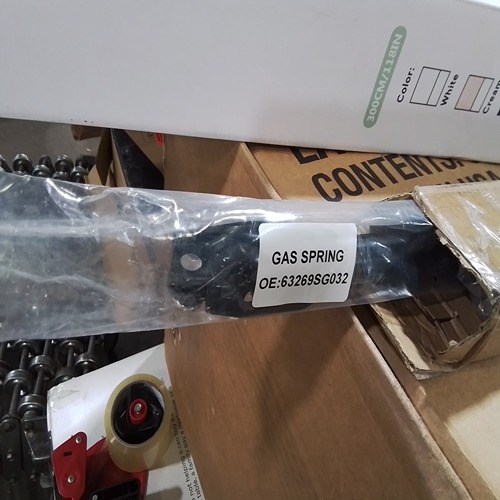 300CM/118IN
Color:
White
Cream
CONTENTS
GAS SPRING
OE:63269SG032